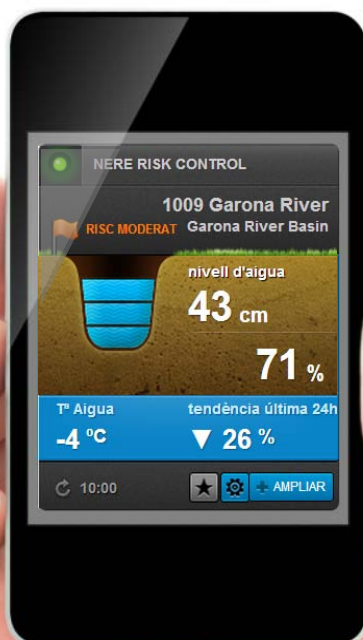 NERE RISK CONTROL
1009 Garona River
RISC MODERAT Garona River Basin
nivell d'aigua
43 cm
71 %
Tª Aigua
-4 ºC
tendència última 24h
▼ 26 %
10:00
+ AMPLIAR